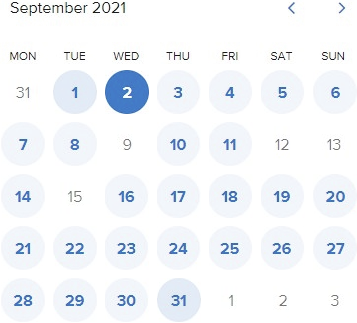 September 2021
MON TUE WED THU FRI SAT SUN
31 1 2 3 4 5 6
7 8 9 10 11 12 13
14 15 16 17 18 19 20
21 22 23 24 25 26 27
28 29 30 31 1 2 3